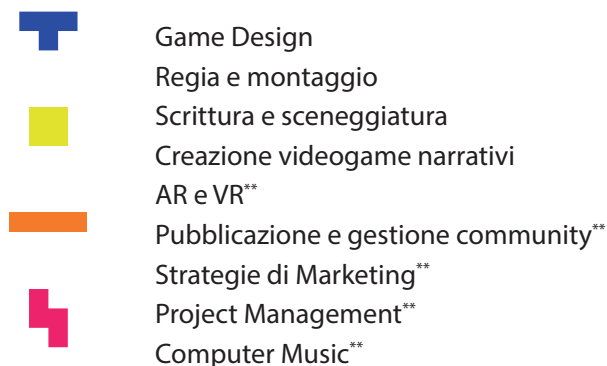 Game Design
Regia e montaggio
Scrittura e sceneggiatura
Creazione videogame narrativi
AR e VR**
Pubblicazione e gestione community**
Strategie di Marketing**
Project Management**
Computer Music**